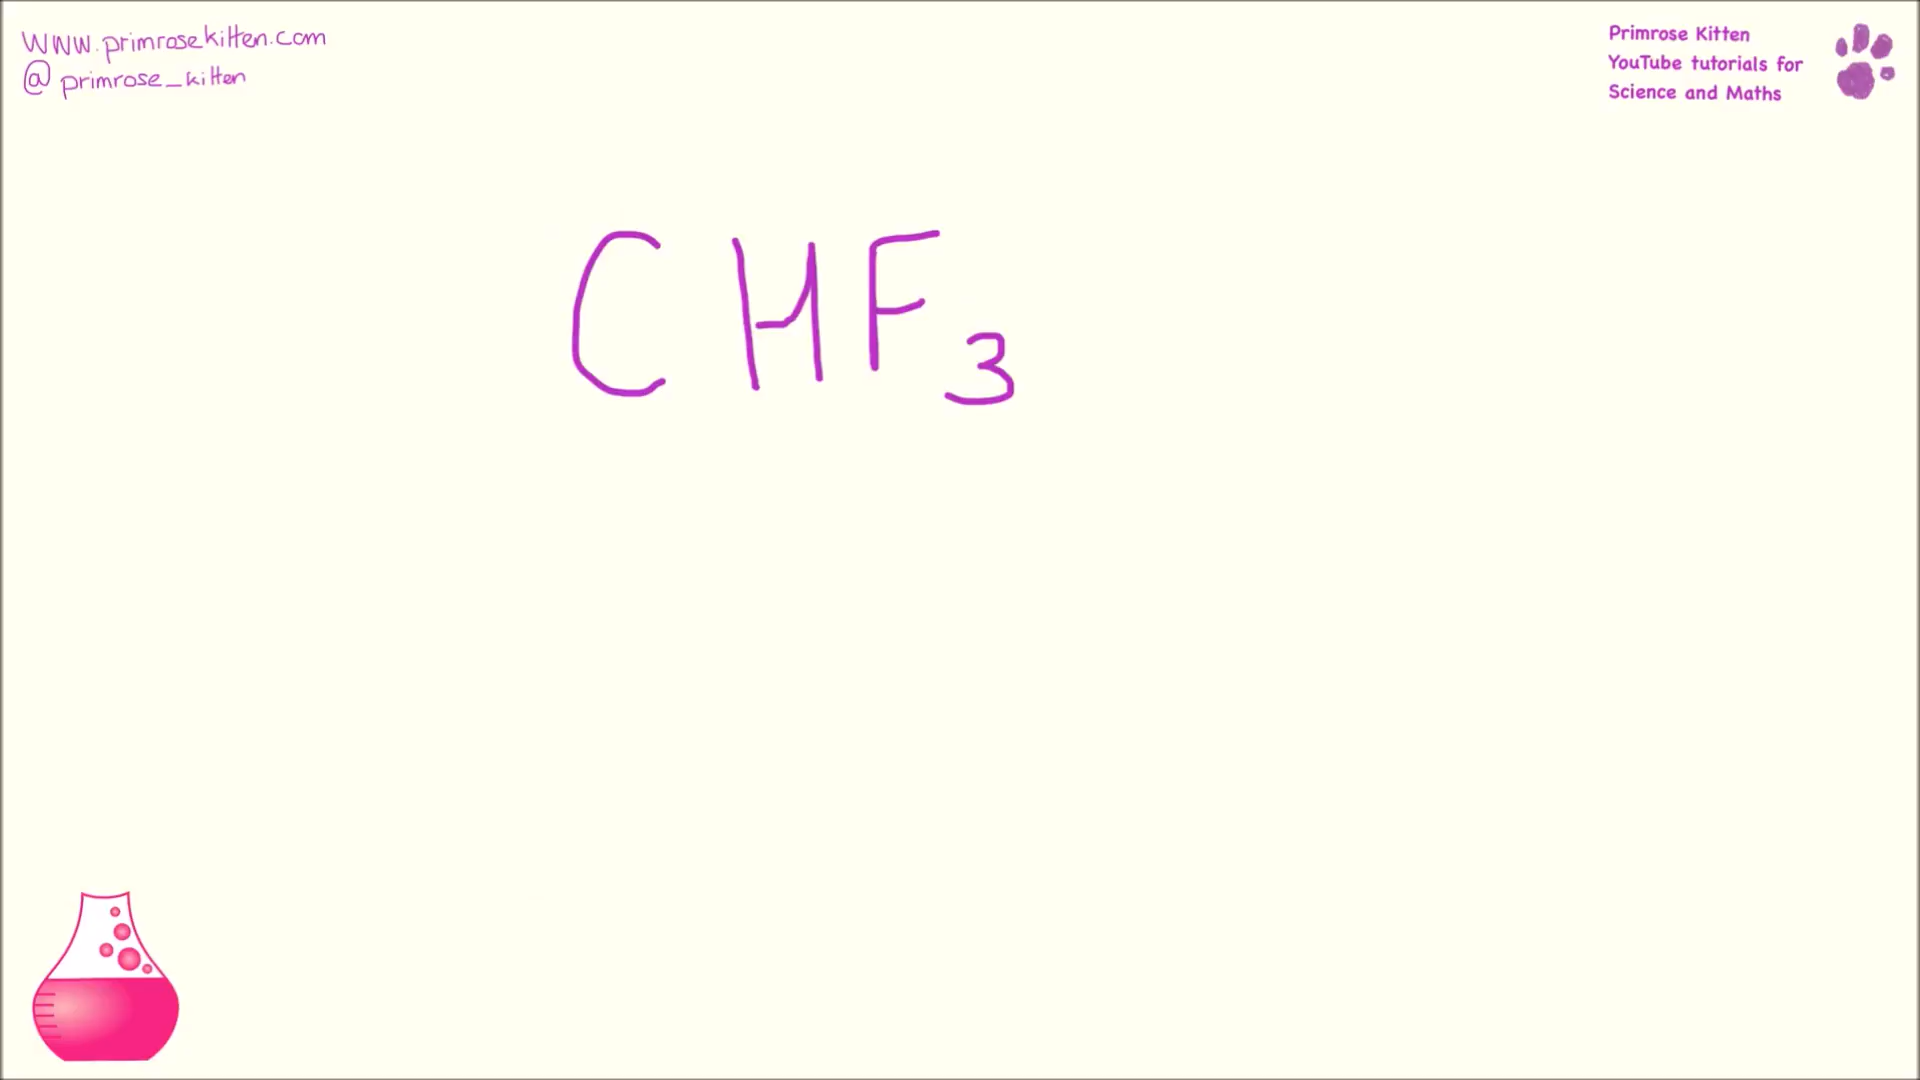 www.primrosekitten.com
@primrose_kitten
Primrose Kitten
YouTube tutorials for
Science and Maths
CHF₃